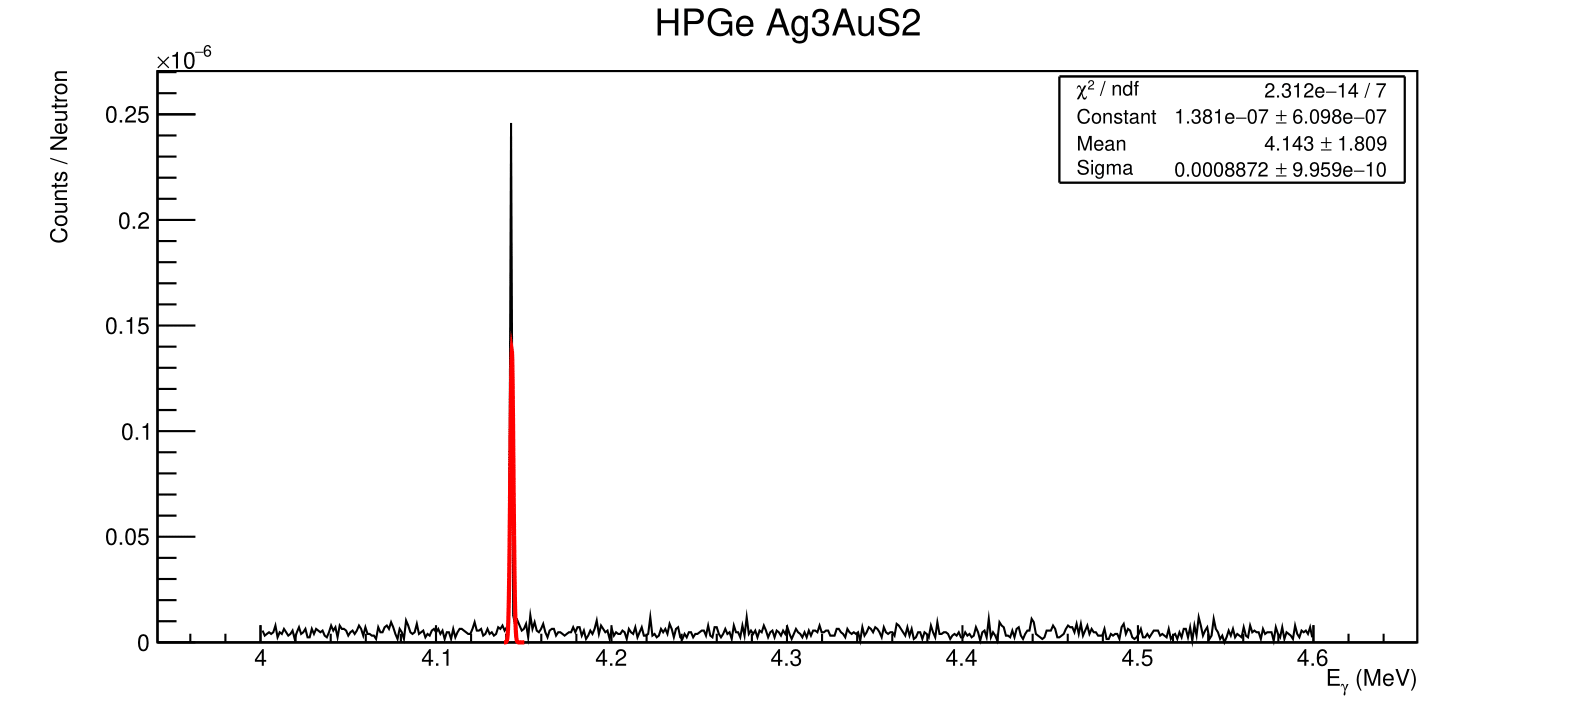 HPGe Ag3AuS2
×10⁻⁶
Counts / Neutron
χ² / ndf 2.312e−14 / 7
Constant 1.381e−07 ± 6.098e−07
Mean 4.143 ± 1.809
Sigma 0.0008872 ± 9.959e−10
0.25
0.2
0.15
0.1
0.05
0
4 4.1 4.2 4.3 4.4 4.5 4.6
Eγ (MeV)